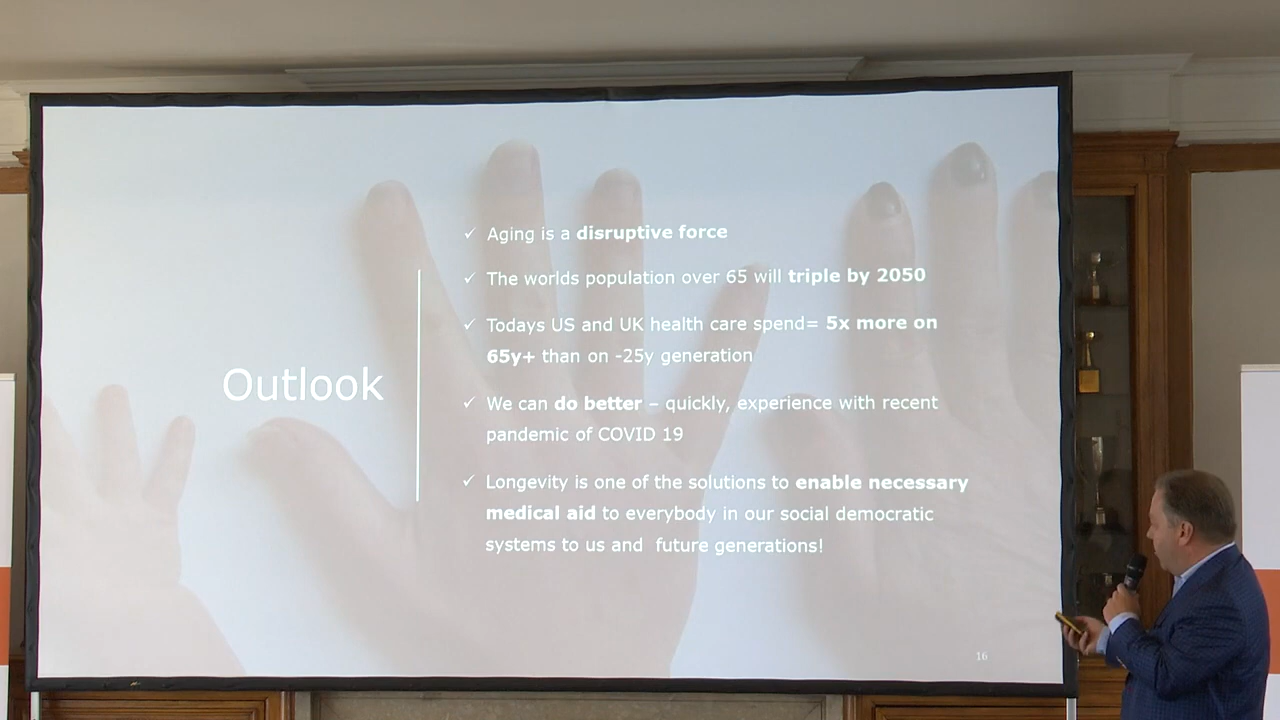 Outlook
✓ Aging is a disruptive force
✓ The worlds population over 65 will triple by 2050
✓ Todays US and UK health care spend= 5x more on
65y+ than on -25y generation
✓ We can do better – quickly, experience with recent
pandemic of COVID 19
✓ Longevity is one of the solutions to enable necessary
medical aid to everybody in our social democratic
systems to us and  future generations!
16